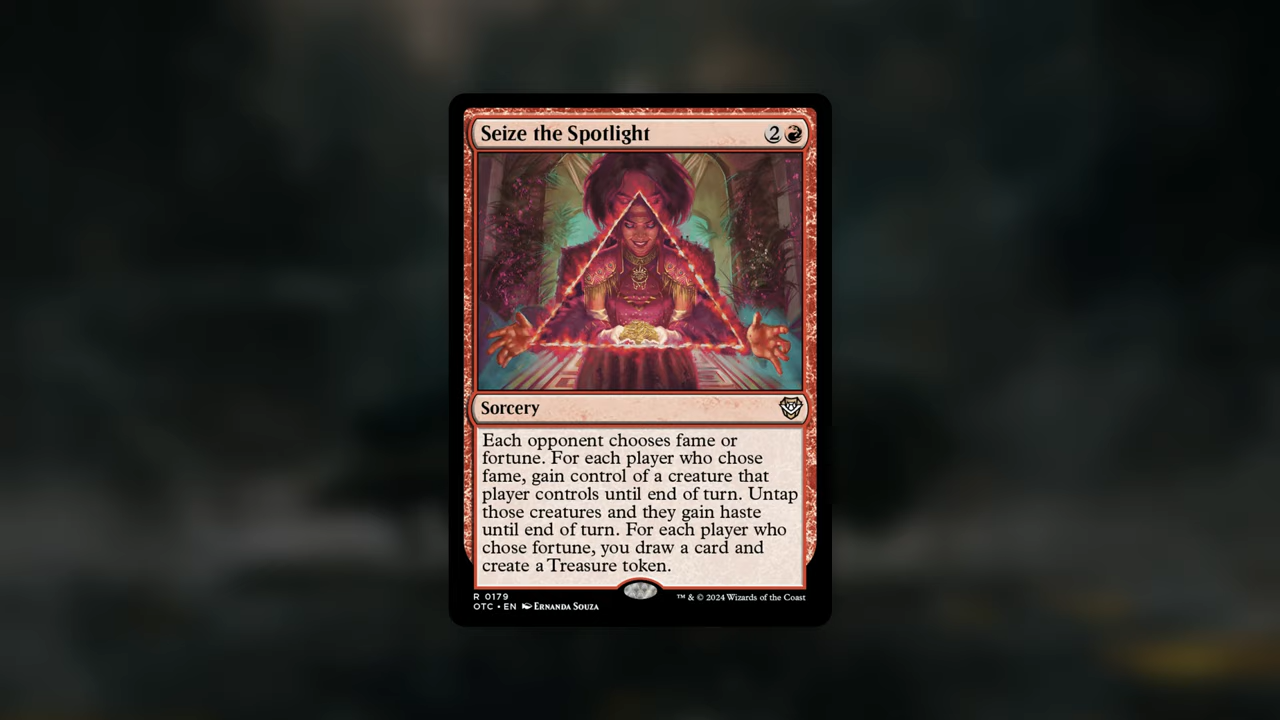 Seize the Spotlight 2
Sorcery
Each opponent chooses fame or
fortune. For each player who chose
fame, gain control of a creature that
player controls until end of turn. Untap
those creatures and they gain haste
until end of turn. For each player who
chose fortune, you draw a card and
create a Treasure token.
R 0179
OTC • EN Ernanda Souza
™ & © 2024 Wizards of the Coast